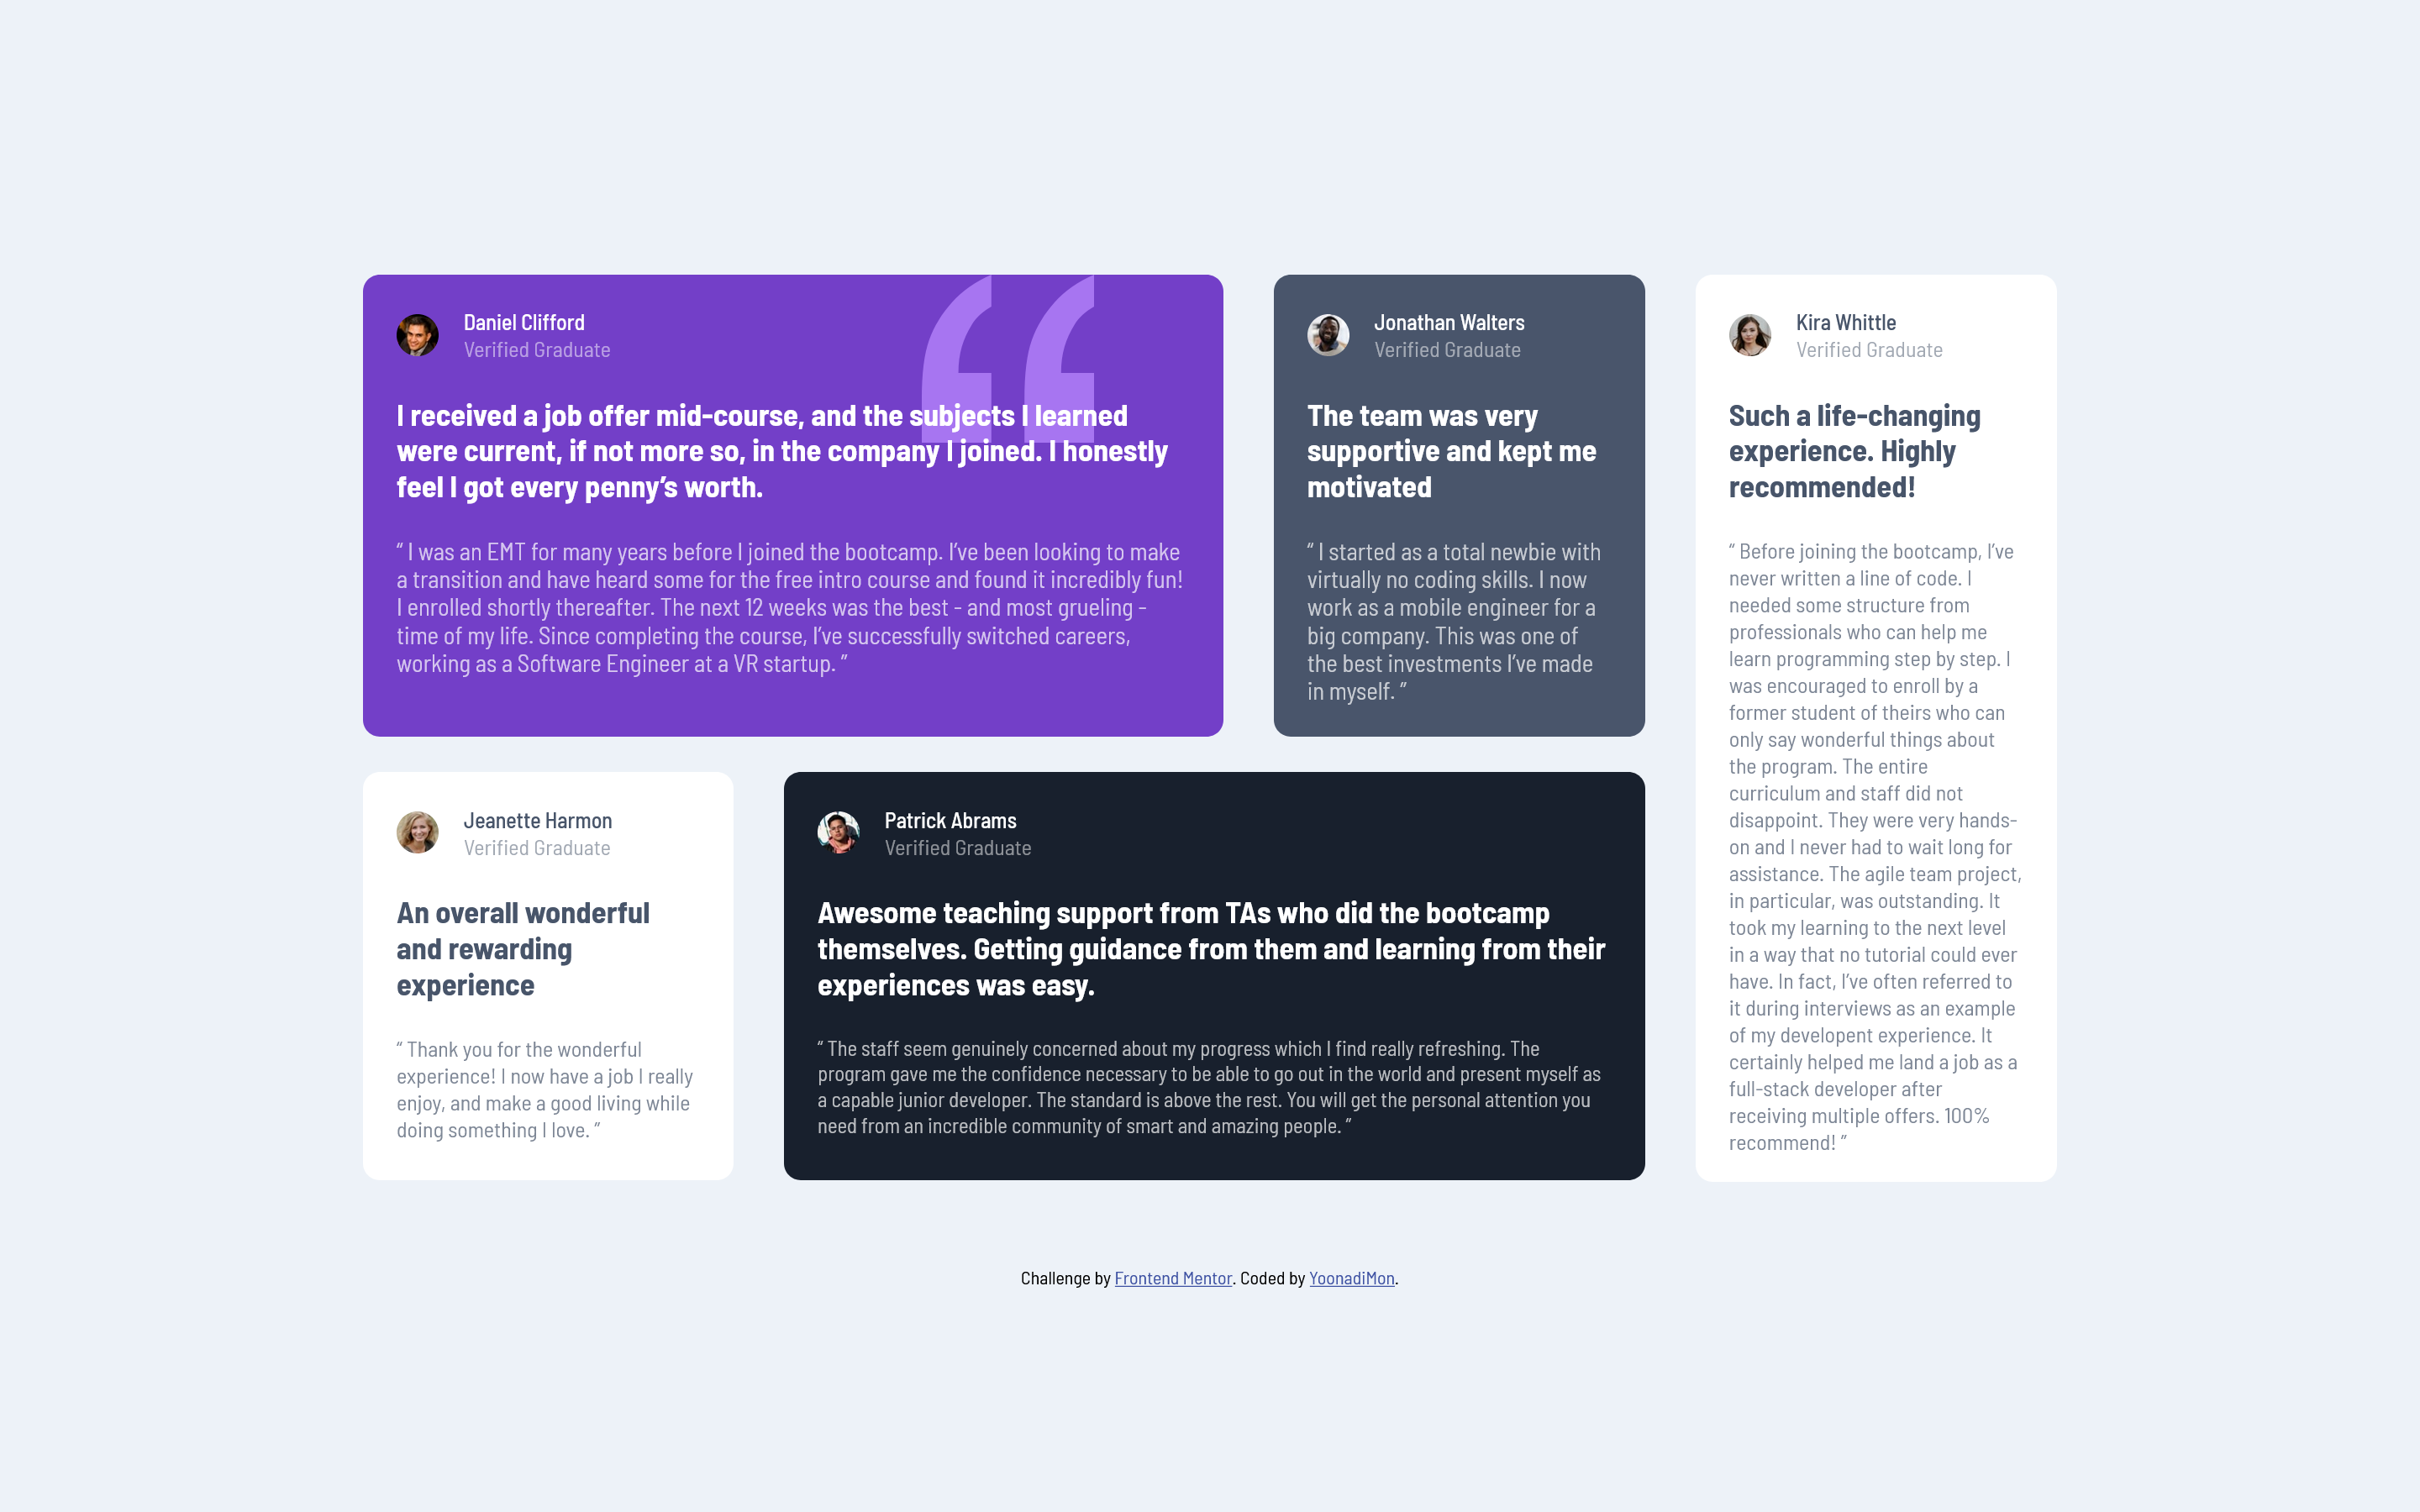 Daniel Clifford
Verified Graduate
I received a job offer mid-course, and the subjects I learned
were current, if not more so, in the company I joined. I honestly
feel I got every penny’s worth.
“ I was an EMT for many years before I joined the bootcamp. I’ve been looking to make
a transition and have heard some for the free intro course and found it incredibly fun!
I enrolled shortly thereafter. The next 12 weeks was the best - and most grueling -
time of my life. Since completing the course, I’ve successfully switched careers,
working as a Software Engineer at a VR startup. ”
Jonathan Walters
Verified Graduate
The team was very
supportive and kept me
motivated
“ I started as a total newbie with
virtually no coding skills. I now
work as a mobile engineer for a
big company. This was one of
the best investments I’ve made
in myself. ”
Kira Whittle
Verified Graduate
Such a life-changing
experience. Highly
recommended!
“ Before joining the bootcamp, I’ve
never written a line of code. I
needed some structure from
professionals who can help me
learn programming step by step. I
was encouraged to enroll by a
former student of theirs who can
only say wonderful things about
the program. The entire
curriculum and staff did not
disappoint. They were very hands-
on and I never had to wait long for
assistance. The agile team project,
in particular, was outstanding. It
took my learning to the next level
in a way that no tutorial could ever
have. In fact, I’ve often referred to
it during interviews as an example
of my developent experience. It
certainly helped me land a job as a
full-stack developer after
receiving multiple offers. 100%
recommend! ”
Jeanette Harmon
Verified Graduate
An overall wonderful
and rewarding
experience
“ Thank you for the wonderful
experience! I now have a job I really
enjoy, and make a good living while
doing something I love. ”
Patrick Abrams
Verified Graduate
Awesome teaching support from TAs who did the bootcamp
themselves. Getting guidance from them and learning from their
experiences was easy.
“ The staff seem genuinely concerned about my progress which I find really refreshing. The
program gave me the confidence necessary to be able to go out in the world and present myself as
a capable junior developer. The standard is above the rest. You will get the personal attention you
need from an incredible community of smart and amazing people. ”
Challenge by Frontend Mentor. Coded by YoonadiMon.